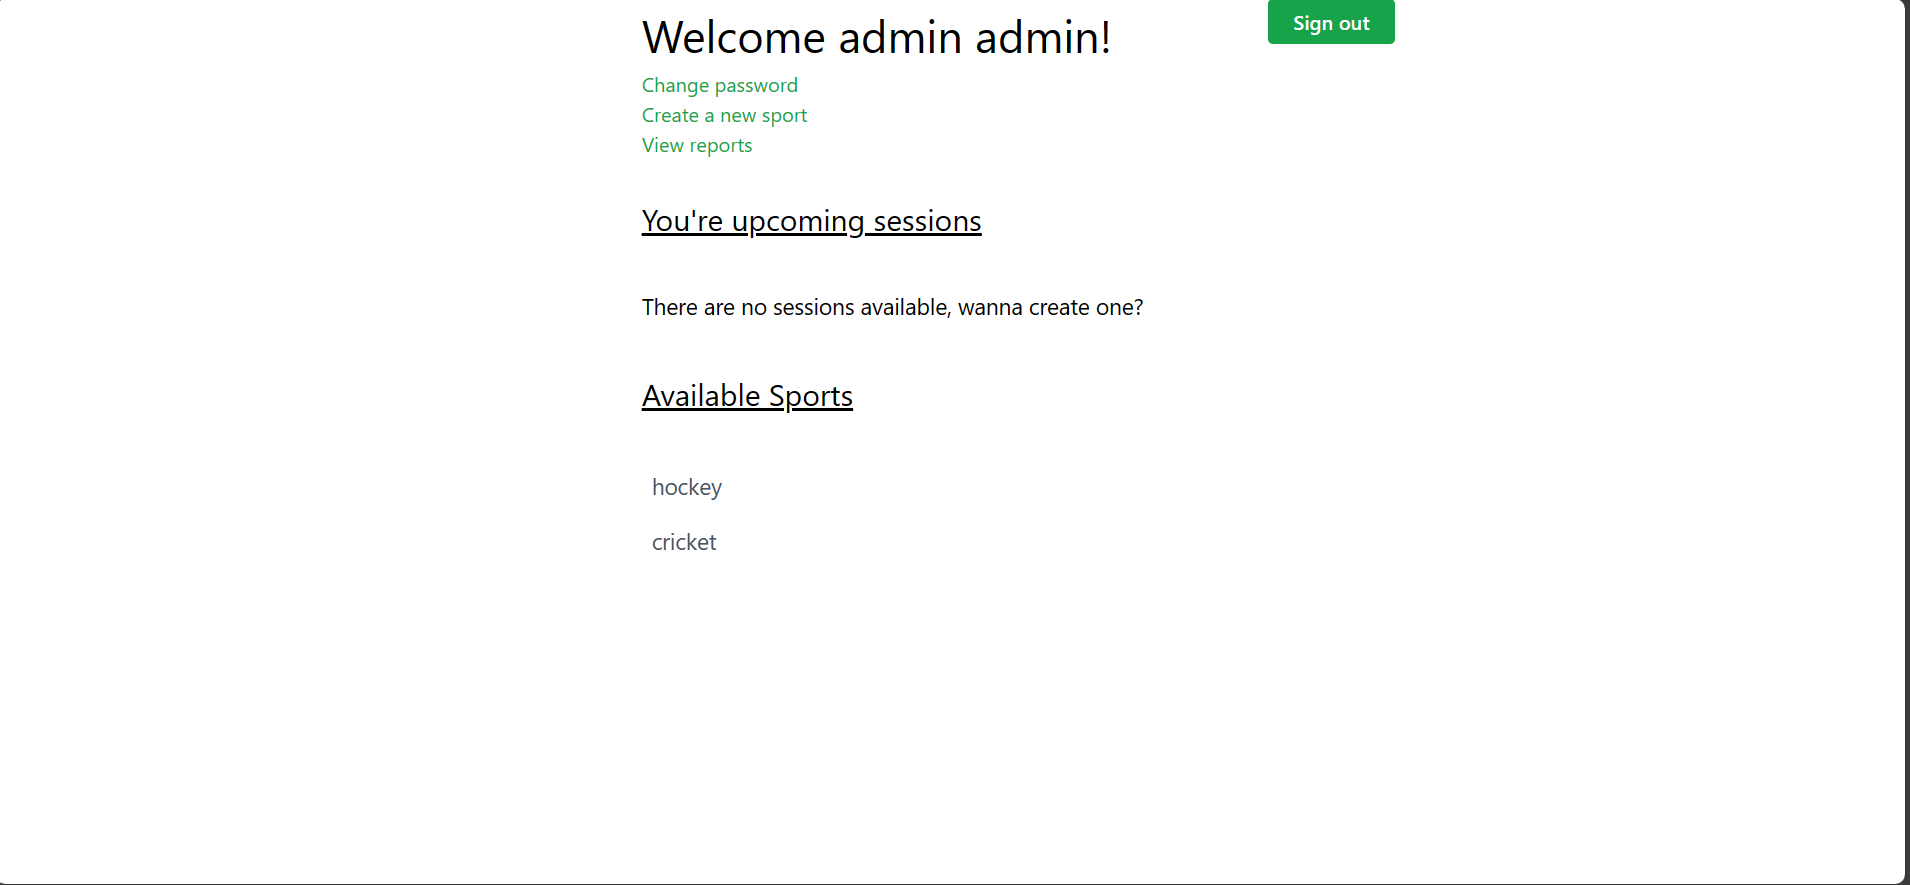 Welcome admin admin!
Sign out
Change password
Create a new sport
View reports
You're upcoming sessions
There are no sessions available, wanna create one?
Available Sports
hockey
cricket